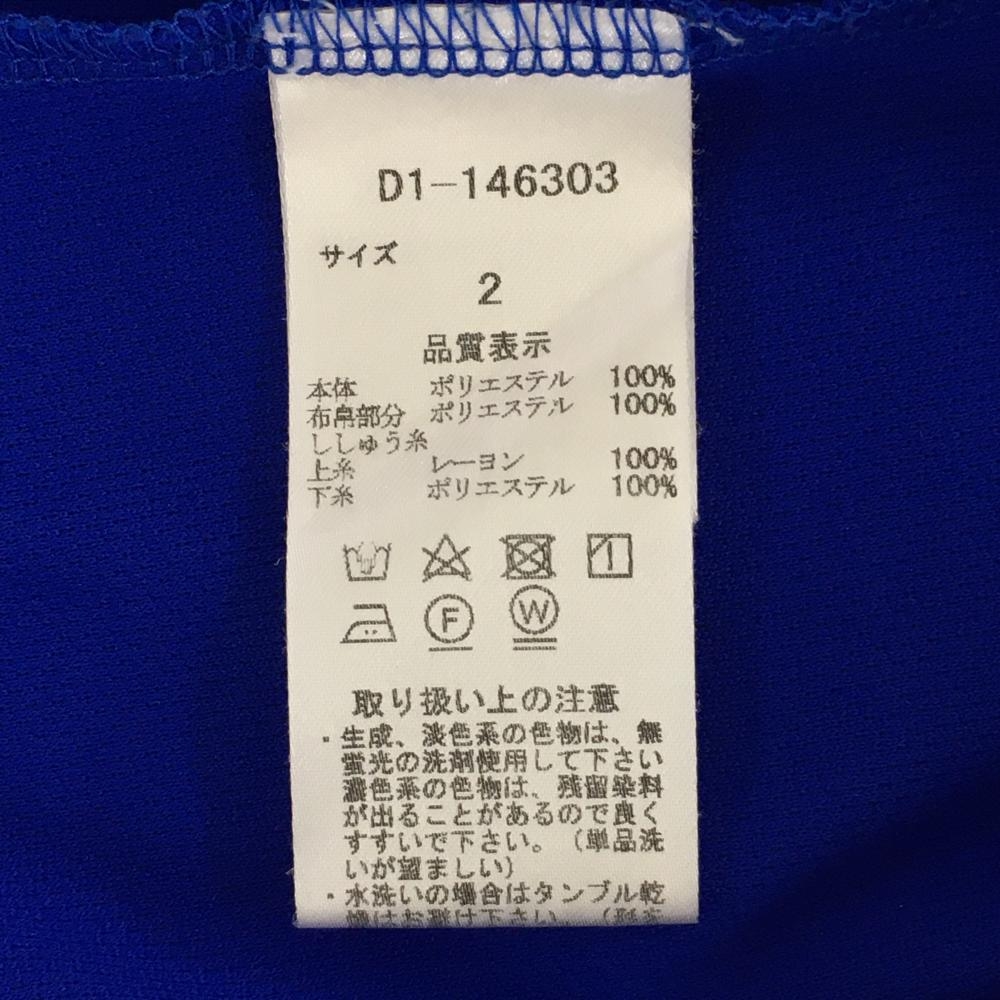 D1-146303
サイズ
2
品質表示
本体 ポリエステル 100%
布帛部分 ポリエステル 100%
ししゅう糸
上糸 レーヨン 100%
下糸 ポリエステル 100%
1
F W
取り扱い上の注意
・生成、淡色系の色物は、無
蛍光の洗剤使用して下さい
濃色系の色物は、残留染料
が出ることがあるので良く
すすいで下さい。（単品洗
いが望ましい）
・水洗いの場合はタンブル乾